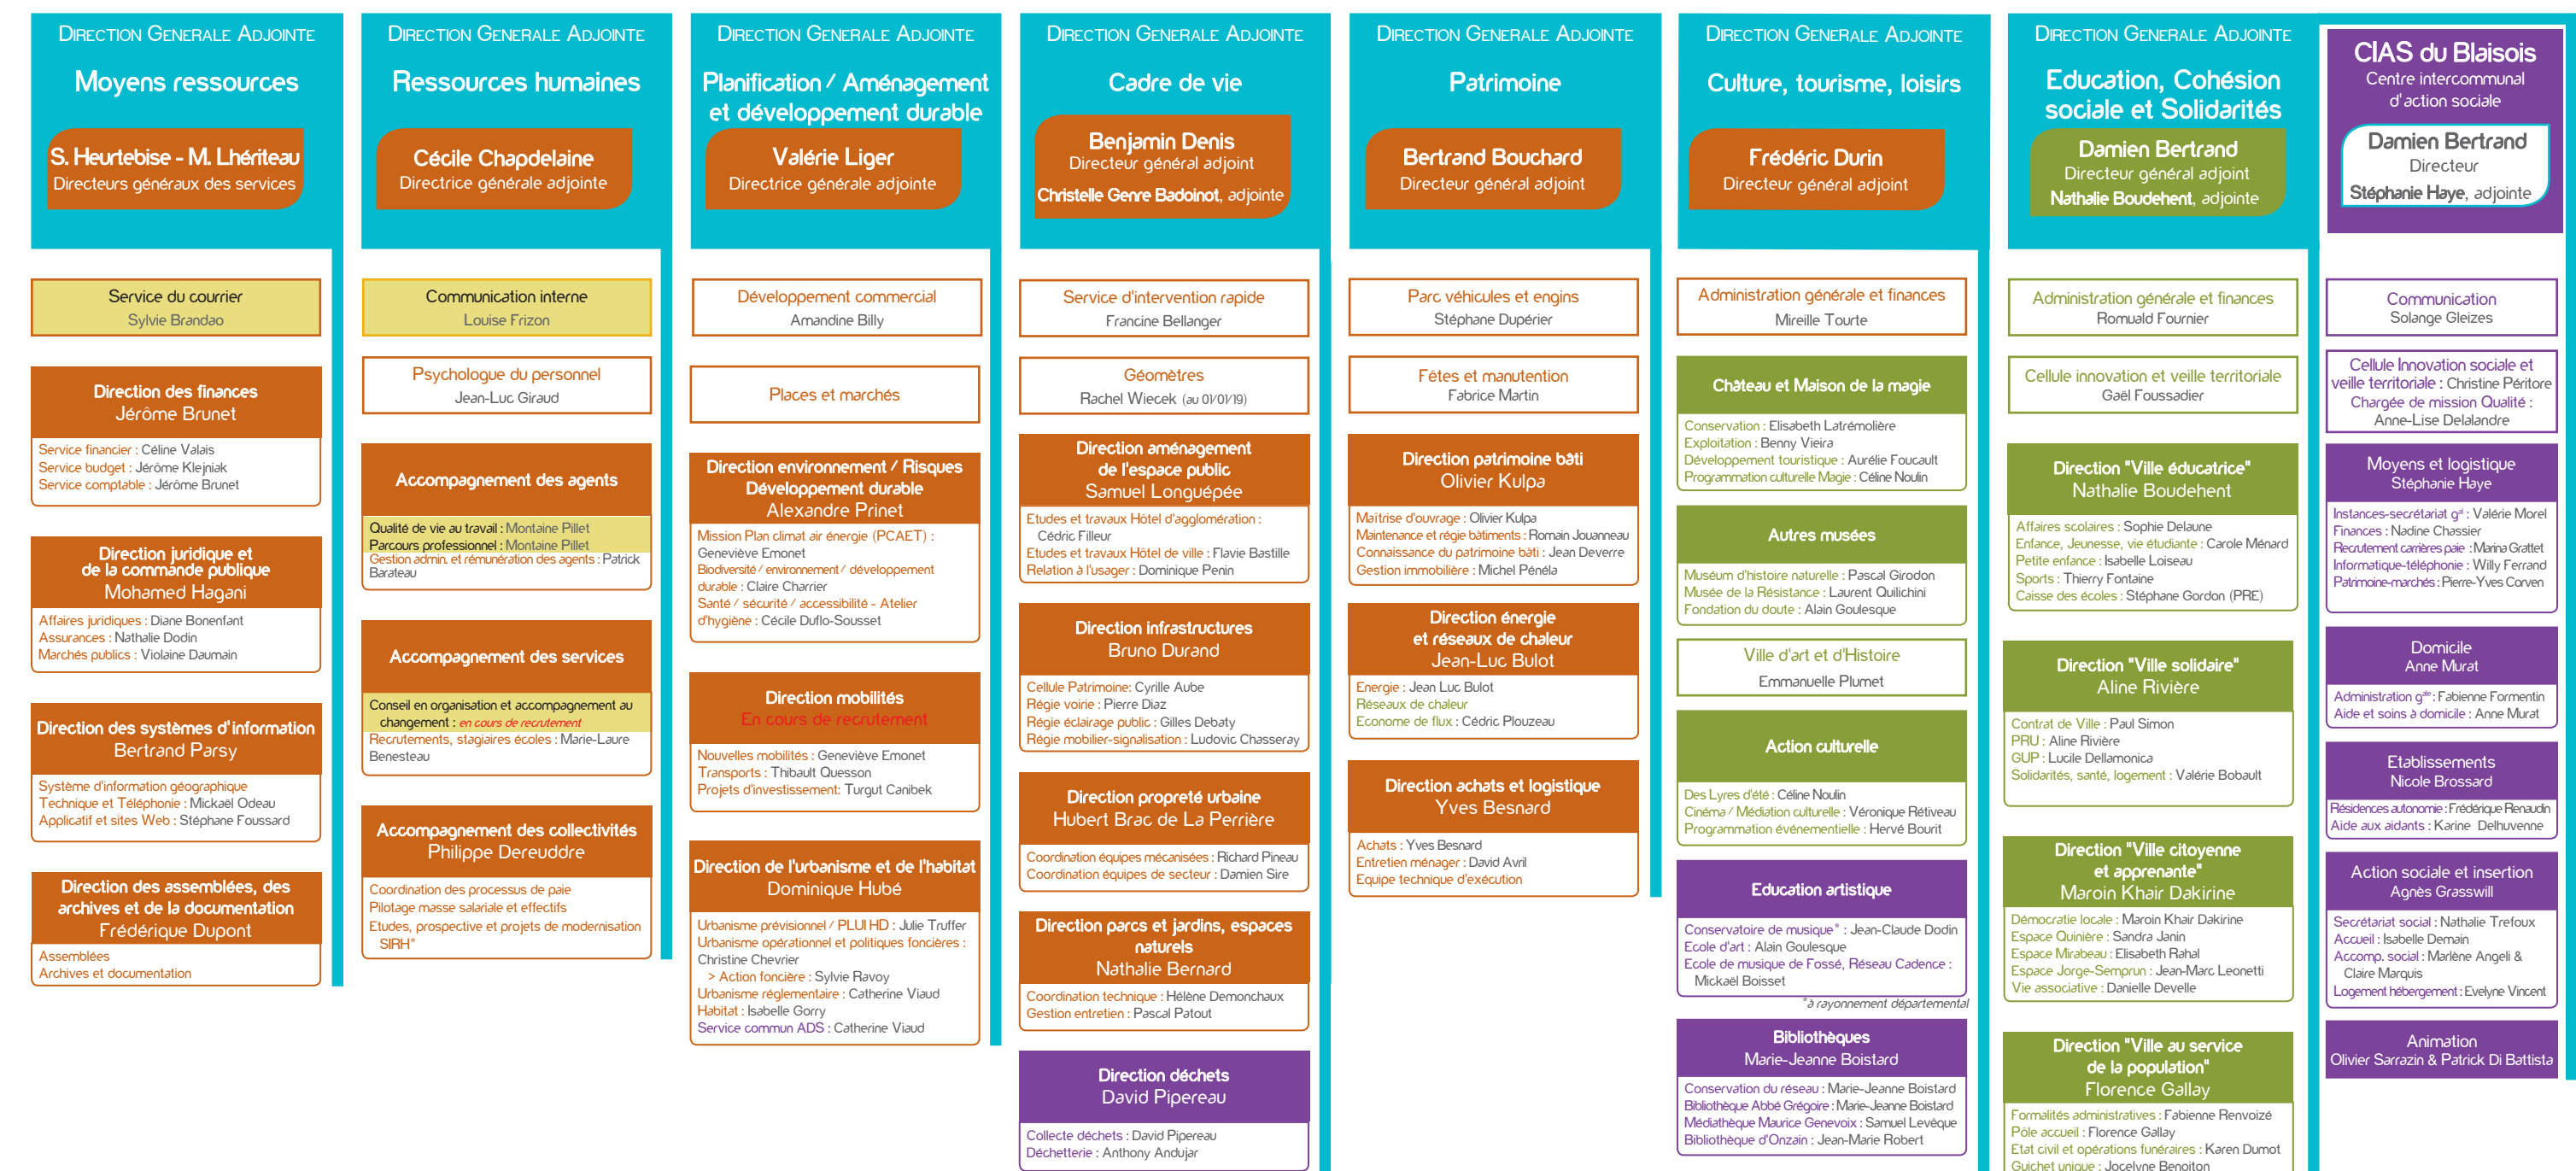 DIRECTION GENERALE ADJOINTE
Moyens ressources
S. Heurtebise - M. Lhériteau
Directeurs généraux des services
Service du courrier
Sylvie Brandao
Direction des finances
Jérôme Brunet
Service financier : Céline Valais
Service budget : Jérôme Klejniak
Service comptable : Jérôme Brunet
Direction juridique et
de la commande publique
Mohamed Hagani
Affaires juridiques : Diane Bonenfant
Assurances : Nathalie Dodin
Marchés publics : Violaine Daumain
Direction des systèmes d'information
Bertrand Parsy
Système d'information géographique
Technique et Téléphonie : Mickaël Odeau
Applicatif et sites Web : Stéphane Foussard
Direction des assemblées, des
archives et de la documentation
Frédérique Dupont
Assemblées
Archives et documentation
DIRECTION GENERALE ADJOINTE
Ressources humaines
Cécile Chapdelaine
Directrice générale adjointe
Communication interne
Louise Frizon
Psychologue du personnel
Jean-Luc Giraud
Accompagnement des agents
Qualité de vie au travail : Montaine Pillet
Parcours professionnel : Montaine Pillet
Gestion admin. et rémunération des agents : Patrick
Barateau
Accompagnement des services
Conseil en organisation et accompagnement au
changement : en cours de recrutement
Recrutements, stagiaires écoles : Marie-Laure
Benesteau
Accompagnement des collectivités
Philippe Dereuddre
Coordination des processus de paie
Pilotage masse salariale et effectifs
Etudes, prospective et projets de modernisation
SIRH*
DIRECTION GENERALE ADJOINTE
Planification / Aménagement
et développement durable
Valérie Liger
Directrice générale adjointe
Développement commercial
Amandine Billy
Places et marchés
Direction environnement / Risques
Développement durable
Alexandre Prinet
Mission Plan climat air énergie (PCAET) :
Geneviève Emonet
Biodiversité / environnement / développement
durable : Claire Charrier
Santé / sécurité / accessibilité - Atelier
d'hygiène : Cécile Duflo-Sousset
Direction mobilités
En cours de recrutement
Nouvelles mobilités : Geneviève Emonet
Transports : Thibault Quesson
Projets d'investissement: Turgut Canibek
Direction de l'urbanisme et de l'habitat
Dominique Hubé
Urbanisme prévisionnel / PLUI HD : Julie Truffer
Urbanisme opérationnel et politiques foncières :
Christine Chevrier
> Action foncière : Sylvie Ravoy
Urbanisme réglementaire : Catherine Viaud
Habitat : Isabelle Gorry
Service commun ADS : Catherine Viaud
DIRECTION GENERALE ADJOINTE
Cadre de vie
Benjamin Denis
Directeur général adjoint
Christelle Genre Badoinot, adjointe
Service d'intervention rapide
Francine Bellanger
Géomètres
Rachel Wiecek (au 01/01/19)
Direction aménagement
de l'espace public
Samuel Longuépée
Etudes et travaux Hôtel d'agglomération :
Cédric Filleur
Etudes et travaux Hôtel de ville : Flavie Bastille
Relation à l'usager : Dominique Penin
Direction infrastructures
Bruno Durand
Cellule Patrimoine: Cyrille Aube
Régie voirie : Pierre Diaz
Régie éclairage public : Gilles Debaty
Régie mobilier-signalisation : Ludovic Chasseray
Direction propreté urbaine
Hubert Brac de La Perrière
Coordination équipes mécanisées : Richard Pineau
Coordination équipes de secteur : Damien Sire
Direction parcs et jardins, espaces
naturels
Nathalie Bernard
Coordination technique : Hélène Demonchaux
Gestion entretien : Pascal Patout
Direction déchets
David Pipereau
Collecte déchets : David Pipereau
Déchetterie : Anthony Andujar
DIRECTION GENERALE ADJOINTE
Patrimoine
Bertrand Bouchard
Directeur général adjoint
Parc véhicules et engins
Stéphane Dupérier
Fêtes et manutention
Fabrice Martin
Direction patrimoine bâti
Olivier Kulpa
Maîtrise d'ouvrage : Olivier Kulpa
Maintenance et régie bâtiments : Romain Jouanneau
Connaissance du patrimoine bâti : Jean Deverre
Gestion immobilière : Michel Pénéla
Direction énergie
et réseaux de chaleur
Jean-Luc Bulot
Energie : Jean Luc Bulot
Réseaux de chaleur
Econome de flux : Cédric Plouzeau
Direction achats et logistique
Yves Besnard
Achats : Yves Besnard
Entretien ménager : David Avril
Equipe technique d'exécution
DIRECTION GENERALE ADJOINTE
Culture, tourisme, loisirs
Frédéric Durin
Directeur général adjoint
Administration générale et finances
Mireille Tourte
Château et Maison de la magie
Conservation : Elisabeth Latrémolière
Exploitation : Benny Vieira
Développement touristique : Aurélie Foucault
Programmation culturelle Magie : Céline Noulin
Autres musées
Muséum d'histoire naturelle : Pascal Girodon
Musée de la Résistance : Laurent Quilichini
Fondation du doute : Alain Goulesque
Ville d'art et d'Histoire
Emmanuelle Plumet
Action culturelle
Des Lyres d'été : Céline Noulin
Cinéma / Médiation culturelle : Véronique Rétiveau
Programmation événementielle : Hervé Bourit
Education artistique
Conservatoire de musique* : Jean-Claude Dodin
Ecole d'art : Alain Goulesque
Ecole de musique de Fossé, Réseau Cadence :
Mickaël Boisset
*à rayonnement départemental
Bibliothèques
Marie-Jeanne Boistard
Conservation du réseau : Marie-Jeanne Boistard
Bibliothèque Abbé Grégoire : Marie-Jeanne Boistard
Médiathèque Maurice Genevoix : Samuel Levêque
Bibliothèque d'Onzain : Jean-Marie Robert
DIRECTION GENERALE ADJOINTE
Education, Cohésion
sociale et Solidarités
Damien Bertrand
Directeur général adjoint
Nathalie Boudehent, adjointe
Administration générale et finances
Romuald Fournier
Cellule innovation et veille territoriale
Gaël Foussadier
Direction "Ville éducatrice"
Nathalie Boudehent
Affaires scolaires : Sophie Delaune
Enfance, Jeunesse, vie étudiante : Carole Ménard
Petite enfance : Isabelle Loiseau
Sports : Thierry Fontaine
Caisse des écoles : Stéphane Gordon (PRE)
Direction "Ville solidaire"
Aline Rivière
Contrat de Ville : Paul Simon
PRU : Aline Rivière
GUP : Lucile Dellamonica
Solidarités, santé, logement : Valérie Bobault
Direction "Ville citoyenne
et apprenante"
Maroin Khair Dakirine
Démocratie locale : Maroin Khair Dakirine
Espace Quinière : Sandra Janin
Espace Mirabeau : Elisabeth Rahal
Espace Jorge-Semprun : Jean-Marc Leonetti
Vie associative : Danielle Develle
Direction "Ville au service
de la population"
Florence Gallay
Formalités administratives : Fabienne Renvoizé
Pôle accueil : Florence Gallay
Etat civil et opérations funéraires : Karen Dumot
Guichet unique : Jocelyne Benoiton
CIAS du Blaisois
Centre intercommunal
d'action sociale
Damien Bertrand
Directeur
Stéphanie Haye, adjointe
Communication
Solange Gleizes
Cellule Innovation sociale et
veille territoriale : Christine Péritore
Chargée de mission Qualité :
Anne-Lise Delalandre
Moyens et logistique
Stéphanie Haye
Instances-secrétariat gal : Valérie Morel
Finances : Nadine Chassier
Recrutement carrières paie : Marina Grattet
Informatique-téléphonie : Willy Ferrand
Patrimoine-marchés : Pierre-Yves Corven
Domicile
Anne Murat
Administration gale : Fabienne Formentin
Aide et soins à domicile : Anne Murat
Etablissements
Nicole Brossard
Résidences autonomie : Frédérique Renaudin
Aide aux aidants : Karine Delhuvenne
Action sociale et insertion
Agnès Grasswill
Secrétariat social : Nathalie Trefoux
Accueil : Isabelle Demain
Accomp. social : Marlène Angeli &
Claire Marquis
Logement hébergement : Evelyne Vincent
Animation
Olivier Sarrazin & Patrick Di Battista